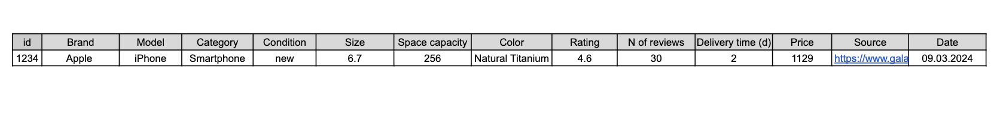 id Brand Model Category Condition Size Space capacity Color Rating N of reviews Delivery time (d) Price Source Date
1234 Apple iPhone Smartphone new 6.7 256 Natural Titanium 4.6 30 2 1129 https://www.gala 09.03.2024